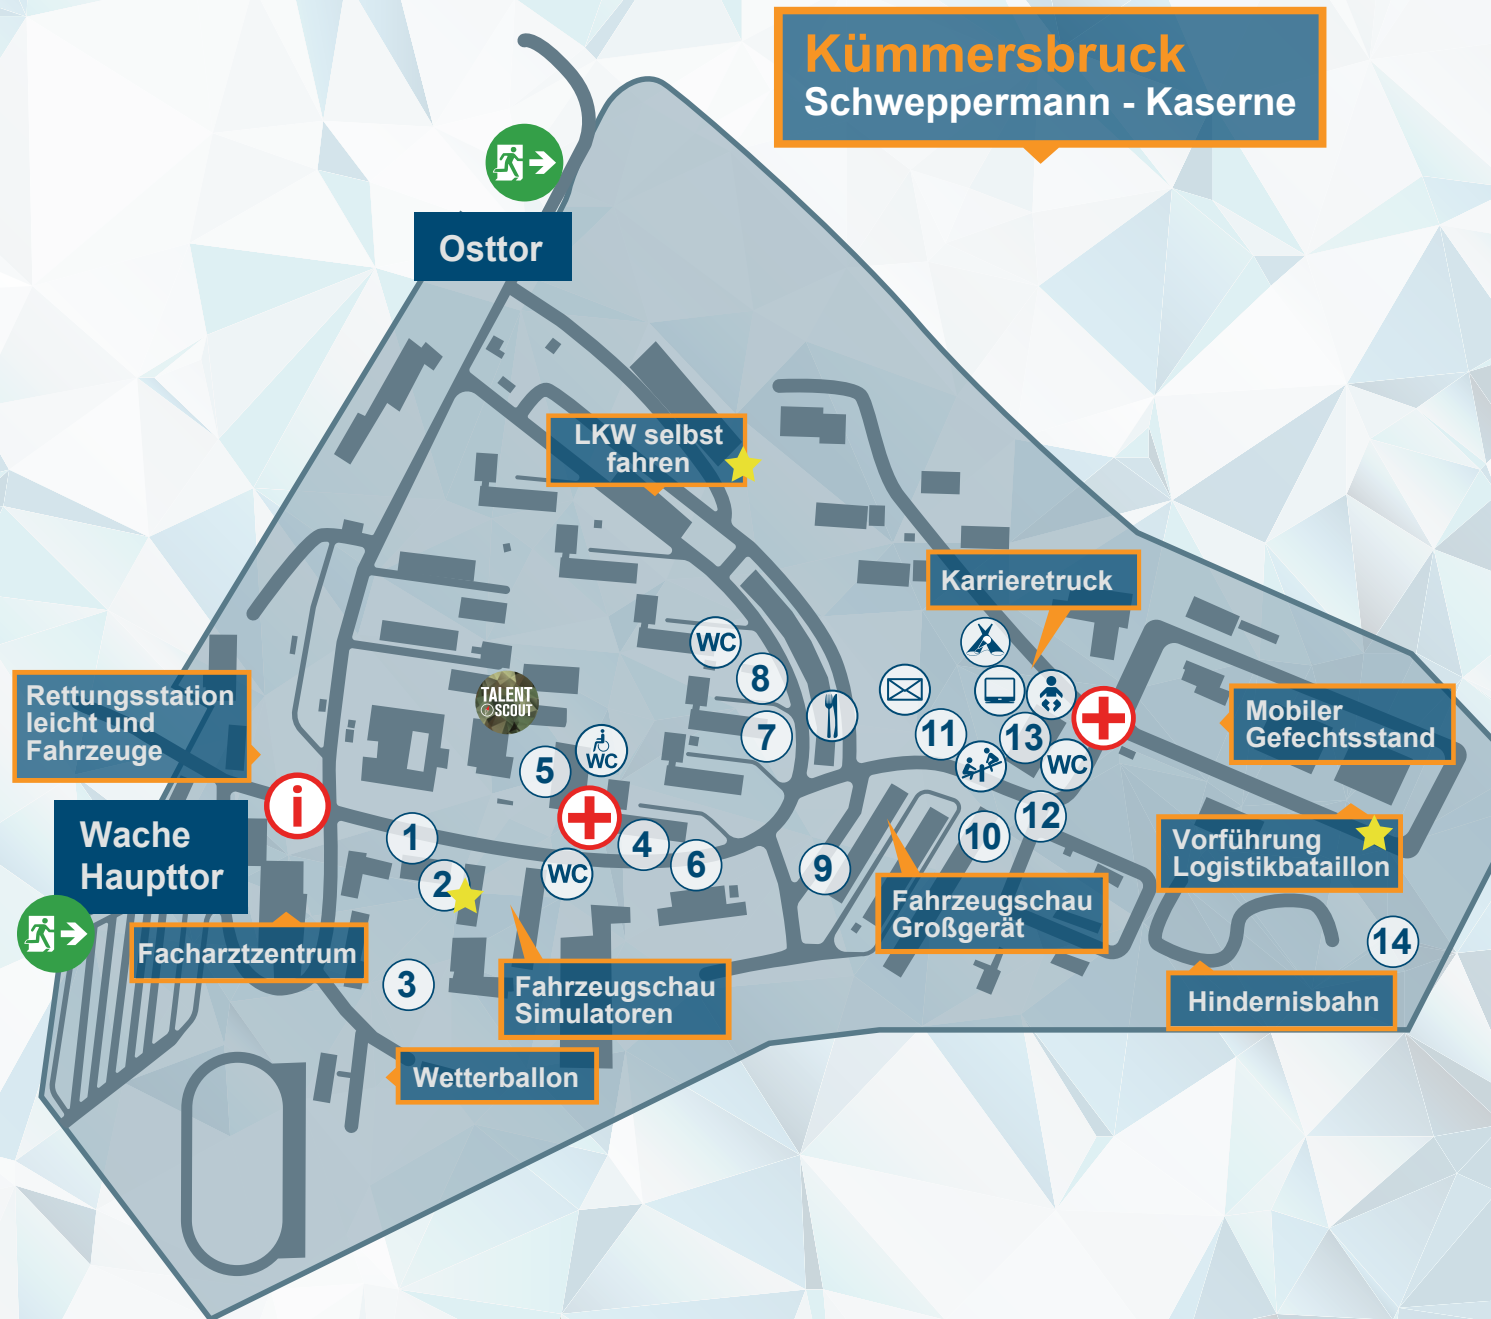 Kümmersbruck
Schweppermann - Kaserne
Osttor
LKW selbst
fahren
Karrieretruck
WC
8
7
TALENT
SCOUT
Rettungsstation
leicht und
Fahrzeuge
Mobiler
Gefechtsstand
11
13
WC
5
WC
i
Wache
Haupttor
1
4
6
2
WC
9
10
12
Vorführung
Logistikbataillon
Fahrzeugschau
Großgerät
14
Facharztzentrum
3
Fahrzeugschau
Simulatoren
Hindernisbahn
Wetterballon